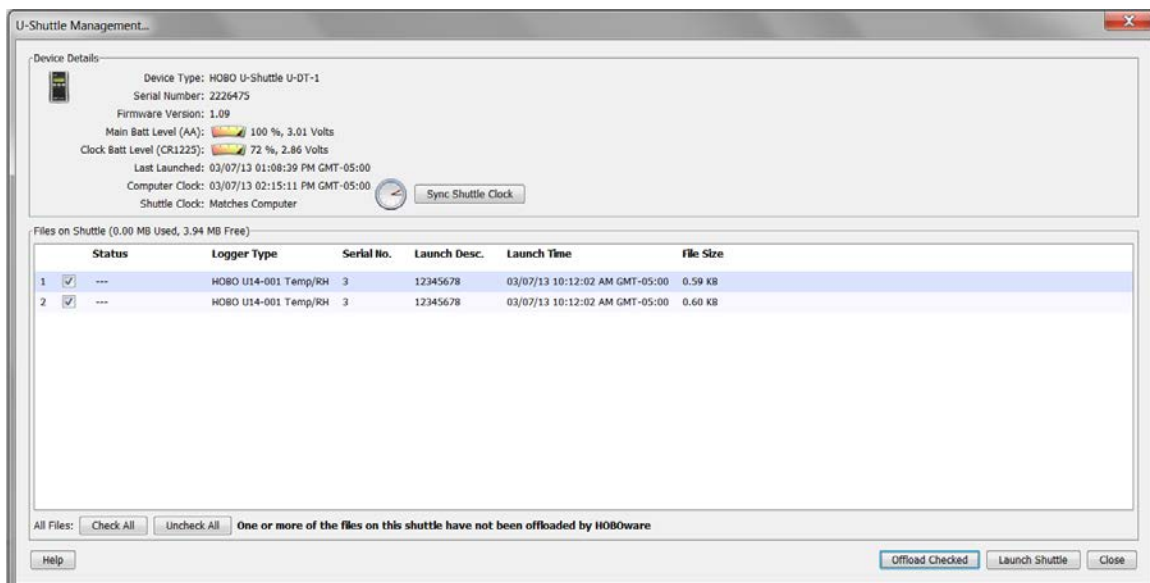 U-Shuttle Management...
Device Details
Device Type: HOBO U-Shuttle U-DT-1
Serial Number: 2226475
Firmware Version: 1.09
Main Batt Level (AA): 100 %, 3.01 Volts
Clock Batt Level (CR1225): 72 %, 2.86 Volts
Last Launched: 03/07/13 01:08:39 PM GMT-05:00
Computer Clock: 03/07/13 02:15:11 PM GMT-05:00
Shuttle Clock: Matches Computer
Sync Shuttle Clock
Files on Shuttle (0.00 MB Used, 3.94 MB Free)
Status Logger Type Serial No. Launch Desc. Launch Time File Size
1 --- HOBO U14-001 Temp/RH 3 12345678 03/07/13 10:12:02 AM GMT-05:00 0.59 KB
2 --- HOBO U14-001 Temp/RH 3 12345678 03/07/13 10:12:02 AM GMT-05:00 0.60 KB
All Files: Check All Uncheck All One or more of the files on this shuttle have not been offloaded by HOBOware
Help Offload Checked Launch Shuttle Close